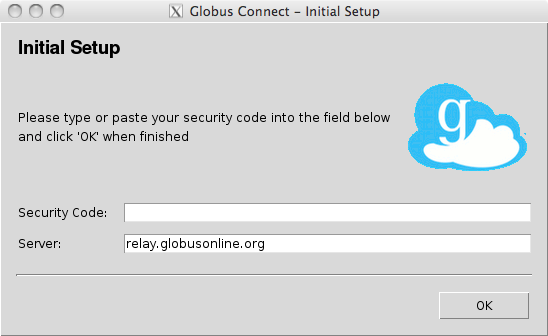 Globus Connect – Initial Setup
Initial Setup
Please type or paste your security code into the field below
and click 'OK' when finished
g
Security Code:
Server: relay.globusonline.org
OK